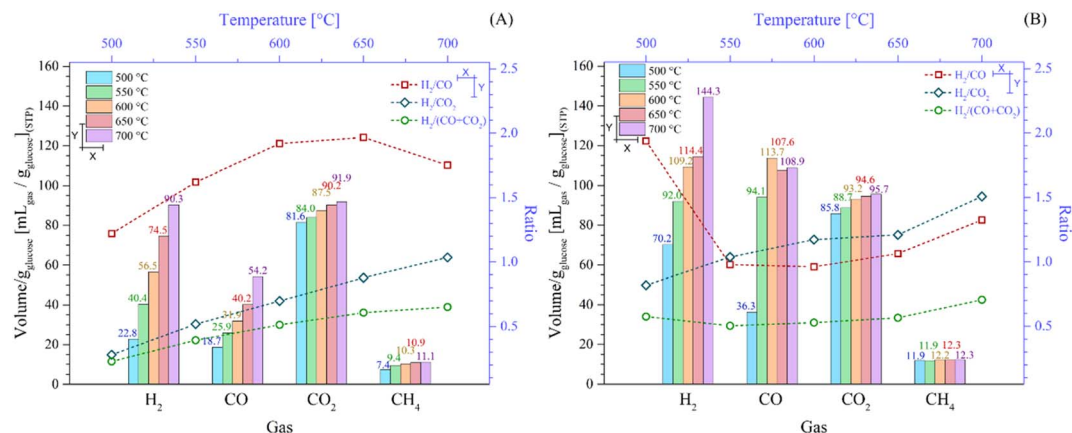 Temperature [°C]
(A)
500 550 600 650 700
160
140
120
100
80
60
40
20
0
Volume/g_glucose [mL_gas / g_glucose]-(STP)
500 °C
550 °C
600 °C
650 °C
700 °C
Y
X
X
Y
H₂/CO
H₂/CO₂
H₂/(CO+CO₂)
2.5
2.0
1.5
1.0
0.5
Ratio
22.8 40.4 56.5 74.5 90.3
18.7 25.9 31.9 40.2 54.2
81.6 84.0 87.5 90.2 91.9
7.4 9.4 10.3 10.9 11.1
H₂ CO CO₂ CH₄
Gas
Temperature [°C]
(B)
500 550 600 650 700
160
140
120
100
80
60
40
20
0
Volume/g_glucose [mL_gas / g_glucose]-(STP)
500 °C
550 °C
600 °C
650 °C
700 °C
Y
X
X
Y
H₂/CO
H₂/CO₂
H₂/(CO+CO₂)
2.5
2.0
1.5
1.0
0.5
Ratio
70.2 92.0 109.2 114.4 144.3
36.3 94.1 113.7 107.6 108.9
85.8 88.7 93.2 94.6 95.7
11.9 11.9 12.2 12.3 12.3
H₂ CO CO₂ CH₄
Gas